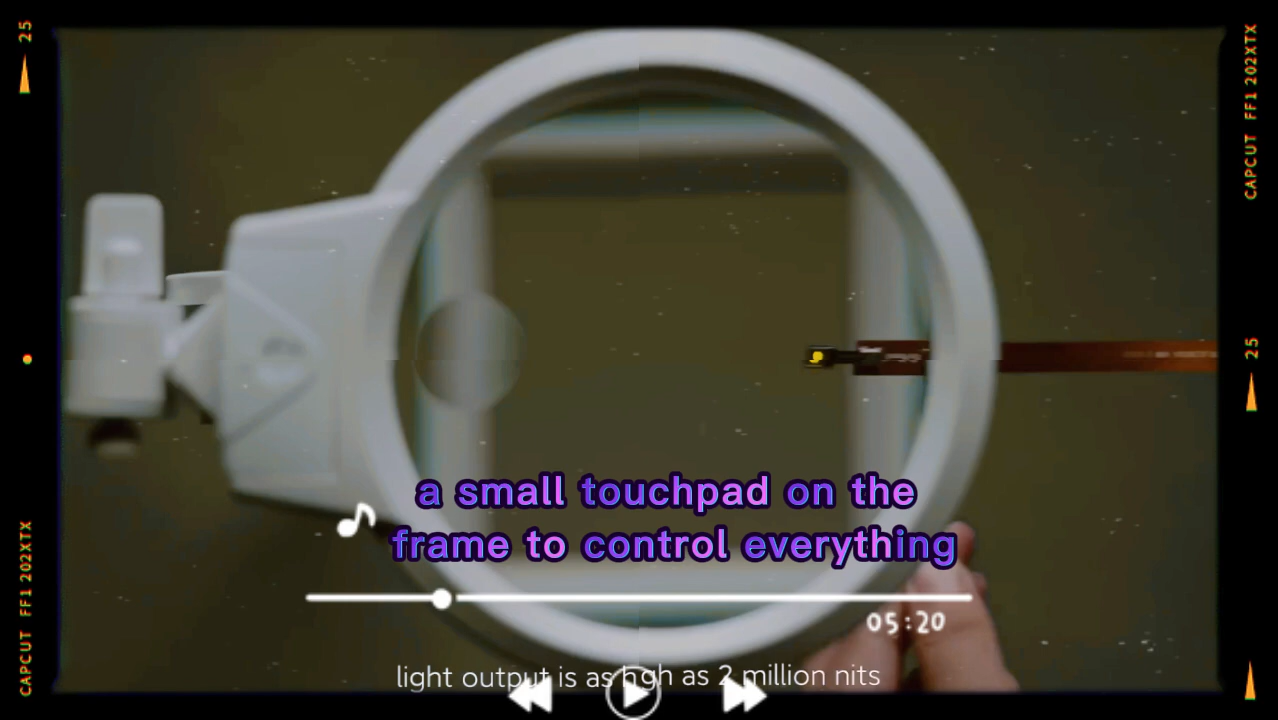 25
CAPCUT FF1 202XTX
CAPCUT FF1 202XTX
25
a small touchpad on the
frame to control everything
05:20
light output is as hgh as 2 million nits